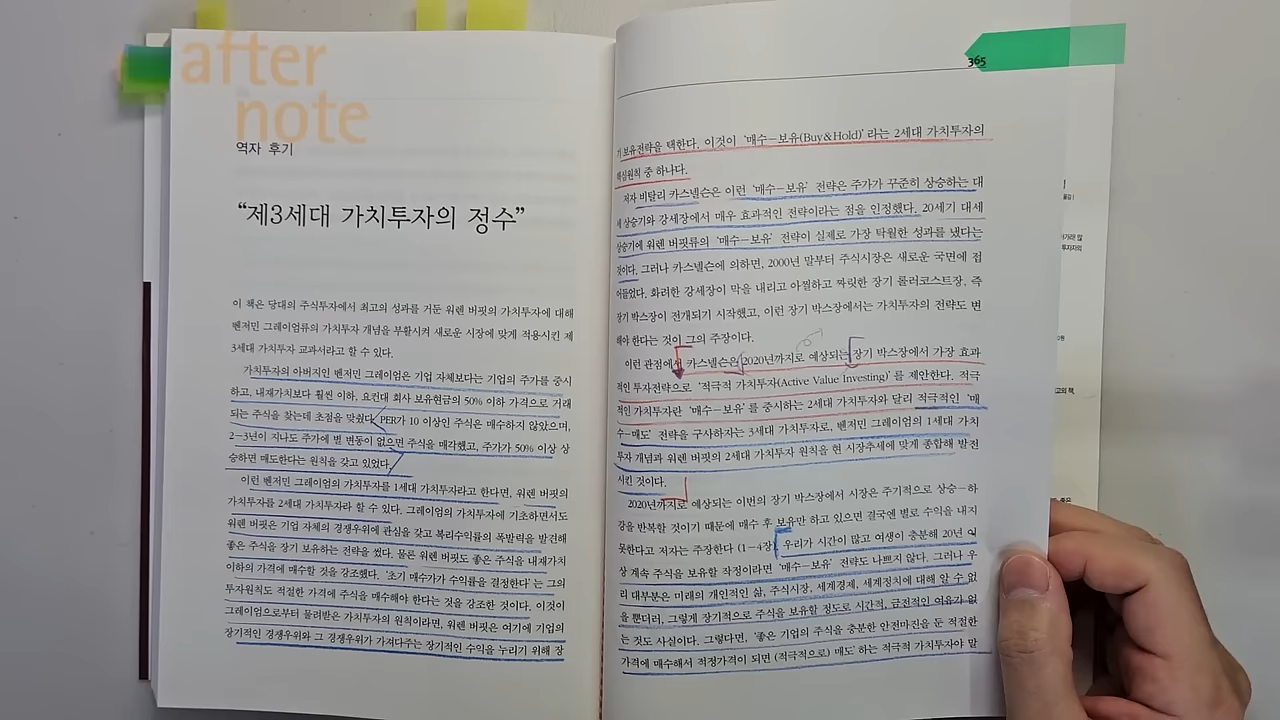 after
note
역자 후기
“제3세대 가치투자의 정수”
이 책은 당대의 주식투자에서 최고의 성과를 거둔 워렌 버핏의 가치투자에 대해
벤저민 그레이엄류의 가치투자 개념을 부활시켜 새로운 시장에 맞게 적용시킨 제
3세대 가치투자 교과서라고 할 수 있다.
가치투자의 아버지인 벤저민 그레이엄은 기업 자체보다는 기업의 주가를 중시
하고, 내재가치보다 훨씬 이하, 요컨대 회사 보유현금의 50% 이하 가격으로 거래
되는 주식을 찾는데 초점을 맞췄다. PER가 10 이상인 주식은 매수하지 않았으며,
2-3년이 지나도 주가에 별 변동이 없으면 주식을 매각했고, 주가가 50% 이상 상
승하면 매도한다는 원칙을 갖고 있었다.
이런 벤저민 그레이엄의 가치투자를 1세대 가치투자라고 한다면, 워렌 버핏의
가치투자를 2세대 가치투자라 할 수 있다. 그레이엄의 가치투자에 기초하면서도
워렌 버핏은 기업 자체의 경쟁우위에 관심을 갖고 복리수익률의 폭발력을 발견해
좋은 주식을 장기 보유하는 전략을 썼다. 물론 워렌 버핏도 좋은 주식을 내재가치
이하의 가격에 매수할 것을 강조했다. ‘초기 매수가가 수익률을 결정한다’는 그의
투자원칙도 적절한 가격에 주식을 매수해야 한다는 것을 강조한 것이다. 이것이
그레이엄으로부터 물려받은 가치투자의 원칙이라면, 워렌 버핏은 여기에 기업의
장기적인 경쟁우위와 그 경쟁우위가 가져다주는 장기적인 수익을 누리기 위해 장
365
기 보유전략을 택한다. 이것이 ‘매수-보유(Buy&Hold)’라는 2세대 가치투자의
핵심원칙 중 하나다.
저자 비탈리 카스넬슨은 이런 ‘매수-보유’ 전략은 주가가 꾸준히 상승하는 대
세 상승기와 강세장에서 매우 효과적인 전략이라는 점을 인정했다. 20세기 대세
상승기에 워렌 버핏류의 ‘매수-보유’ 전략이 실제로 가장 탁월한 성과를 냈다는
것이다. 그러나 카스넬슨에 의하면, 2000년 말부터 주식시장은 새로운 국면에 접
어들었다. 화려한 강세장이 막을 내리고 아찔하고 짜릿한 장기 롤러코스트장, 즉
장기 박스장이 전개되기 시작했고, 이런 장기 박스장에서는 가치투자의 전략도 변
해야 한다는 것이 그의 주장이다.
이런 관점에서 카스넬슨은 2020년까지로 예상되는 장기 박스장에서 가장 효과
적인 투자전략으로 ‘적극적 가치투자(Active Value Investing)’를 제안한다. 적극
적인 가치투자란 ‘매수-보유’를 중시하는 2세대 가치투자와 달리 적극적인 ‘매
수-매도’ 전략을 구사하자는 3세대 가치투자로, 벤저민 그레이엄의 1세대 가치
투자 개념과 워렌 버핏의 2세대 가치투자 원칙을 현 시장추세에 맞게 종합해 발전
시킨 것이다.
2020년까지로 예상되는 이번의 장기 박스장에서 시장은 주기적으로 상승-하
강을 반복할 것이기 때문에 매수 후 보유만 하고 있으면 결국엔 별로 수익을 내지
못한다고 저자는 주장한다(1-4장). 우리가 시간이 많고 여생이 충분해 20년 이
상 계속 주식을 보유할 작정이라면 ‘매수-보유’ 전략도 나쁘지 않다. 그러나 우
리 대부분은 미래의 개인적인 삶, 주식시장, 세계경제, 세계정치에 대해 알 수 없
을 뿐더러, 그렇게 장기적으로 주식을 보유할 정도로 시간적, 금전적인 여유가 없
는 것도 사실이다. 그렇다면, ‘좋은 기업의 주식을 충분한 안전마진을 둔 적절한
가격에 매수해서 적정가격이 되면 (적극적으로) 매도’하는 적극적 가치투자야 말